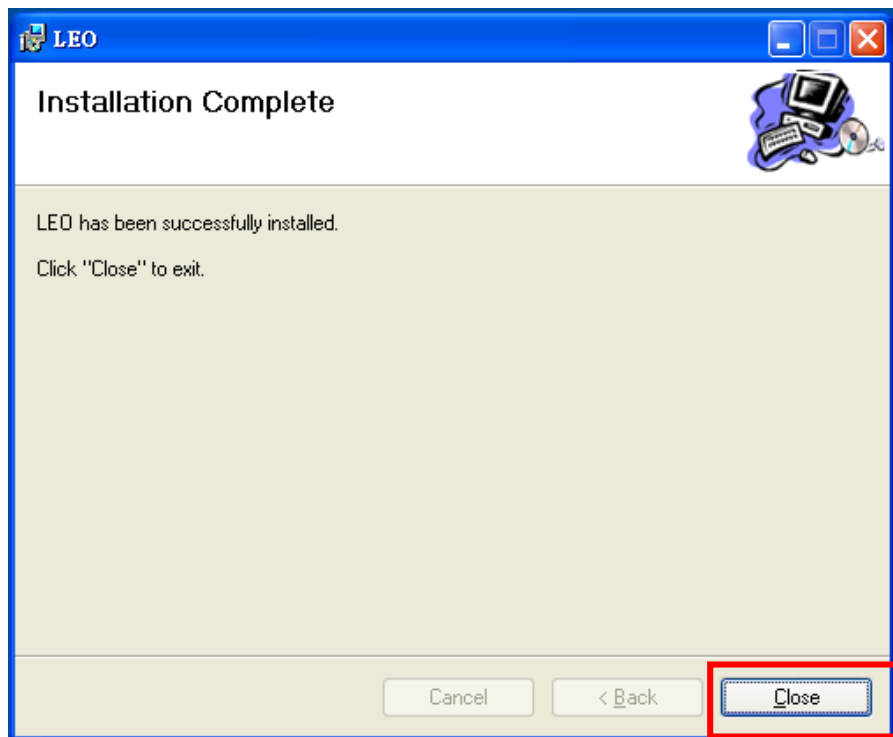 LEO
Installation Complete
LEO has been successfully installed.
Click "Close" to exit.
Cancel
< Back
Close